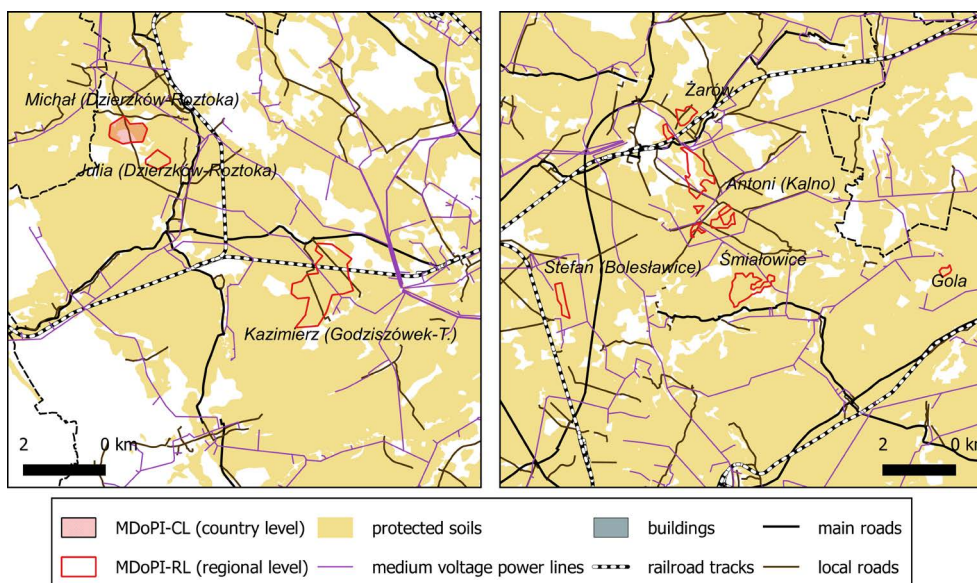 Michał (Dzierzków-Roztoka)
Julia (Dzierzków-Roztoka)
Kazimierz (Godziszówek-T.)
2 0 km
Żarów
Antoni (Kalno)
Stefan (Bolesławice)
Śmiałowice
Gola
2 0 km
MDoPI-CL (country level) protected soils buildings main roads
MDoPI-RL (regional level) medium voltage power lines railroad tracks local roads